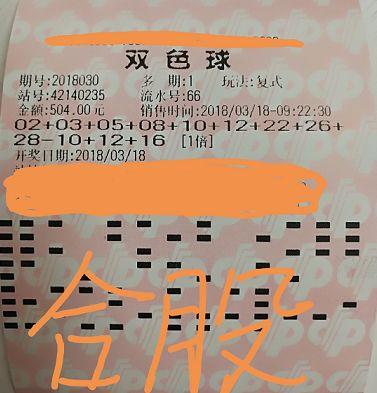 双色球
期号:2018030 多 期:1 玩法:复式
站号:42140235 流水号:66
金额:504.00元 销售时间:2018/03/18-09:22:30
02+03+05+08+10+12+22+26+
28-10+12+16 [1倍]
开奖日期:2018/03/18
合股